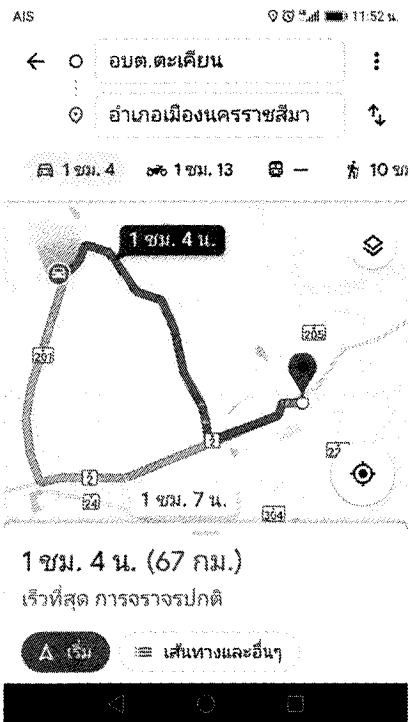 AIS 11:52 น.
อบต.ตะเคียน
อำเภอเมืองนครราชสีมา
1 ชม. 4 1 ชม. 13 — 10 ชม
1 ชม. 4 น.
205
201
2
2
24
1 ชม. 7 น.
304
1 ชม. 4 น. (67 กม.)
เร็วที่สุด การจราจรปกติ
เริ่ม เส้นทางและอื่นๆ